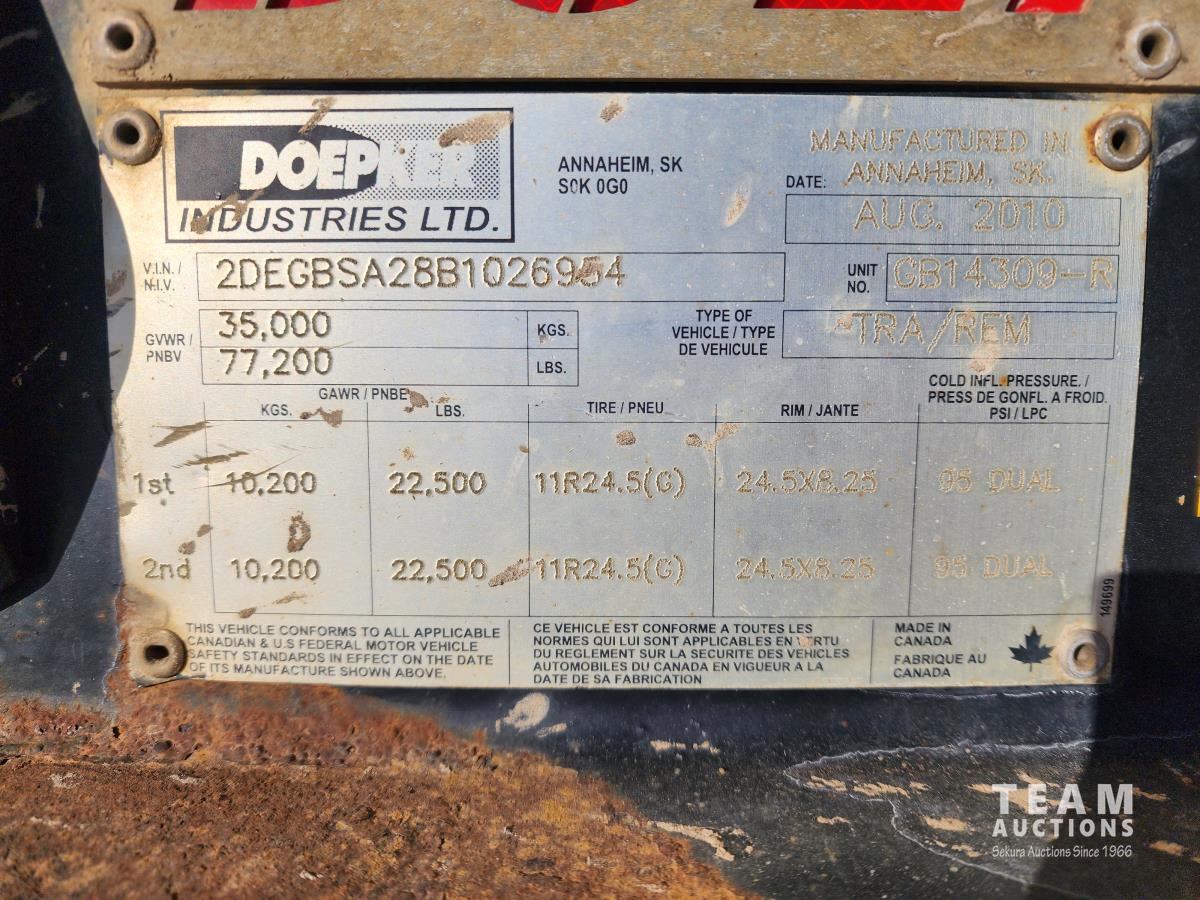 DOEPKER
INDUSTRIES LTD.
ANNAHEIM, SK
S0K 0G0
MANUFACTURED IN
ANNAHEIM, SK.
DATE:
AUG. 2010
V.I.N. /
N.I.V.
2DEGBSA28B1026954
UNIT
NO.
GB14309-R
GVWR /
PNBV
35,000 KGS.
77,200 LBS.
TYPE OF
VEHICLE / TYPE
DE VEHICULE
TRA/REM
GAWR / PNBE
KGS. LBS. TIRE / PNEU RIM / JANTE
COLD INFL. PRESSURE. /
PRESS DE GONFL. A FROID.
PSI / LPC
1st 10,200 22,500 11R24.5(G) 24.5X8.25 95 DUAL
2nd 10,200 22,500 11R24.5(G) 24.5X8.25 95 DUAL
149699
THIS VEHICLE CONFORMS TO ALL APPLICABLE
CANADIAN & U.S FEDERAL MOTOR VEHICLE
SAFETY STANDARDS IN EFFECT ON THE DATE
OF ITS MANUFACTURE SHOWN ABOVE.
CE VEHICULE EST CONFORME A TOUTES LES
NORMES QUI LUI SONT APPLICABLES EN VERTU
DU REGLEMENT SUR LA SECURITE DES VEHICLES
AUTOMOBILES DU CANADA EN VIGUEUR A LA
DATE DE SA FABRICATION
MADE IN
CANADA
FABRIQUE AU
CANADA
TEAM
AUCTIONS
Sekura Auctions Since 1966